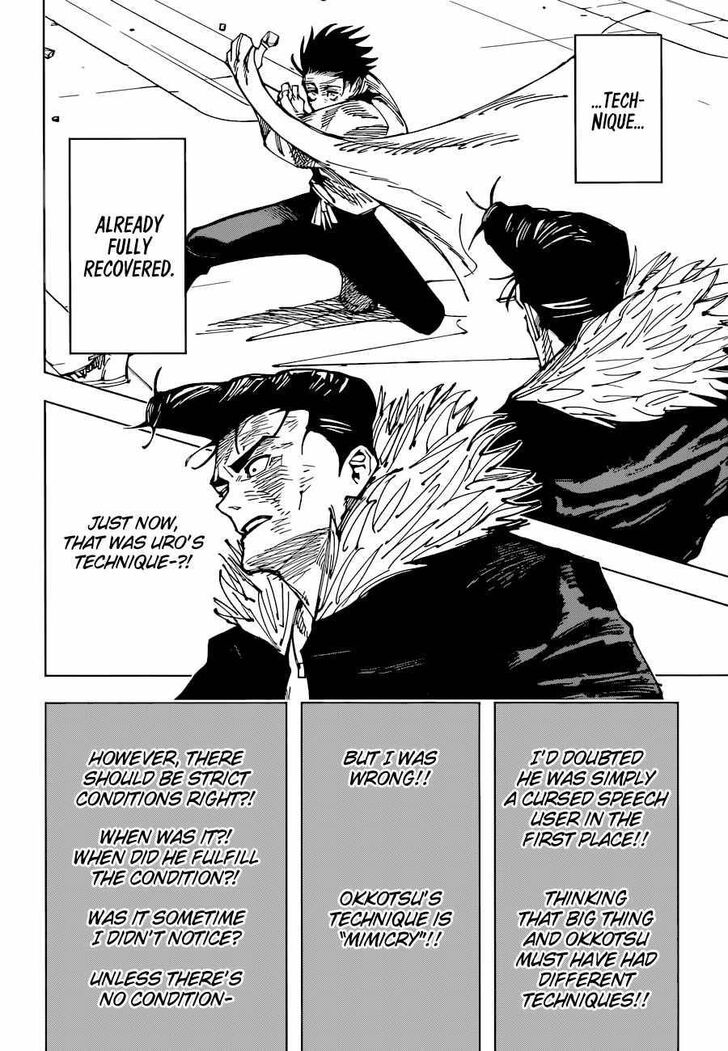 ...TECH-
NIQUE...
ALREADY
FULLY
RECOVERED.
JUST NOW,
THAT WAS URO'S
TECHNIQUE-?!
I'D DOUBTED
HE WAS SIMPLY
A CURSED SPEECH
USER IN THE
FIRST PLACE!!
THINKING
THAT BIG THING
AND OKKOTSU
MUST HAVE HAD
DIFFERENT
TECHNIQUES!!
BUT I WAS
WRONG!!
OKKOTSU'S
TECHNIQUE IS
"MIMICRY"!!
HOWEVER, THERE
SHOULD BE STRICT
CONDITIONS RIGHT?!
WHEN WAS IT?!
WHEN DID HE FULFILL
THE CONDITION?!
WAS IT SOMETIME
I DIDN'T NOTICE?
UNLESS THERE'S
NO CONDITION-